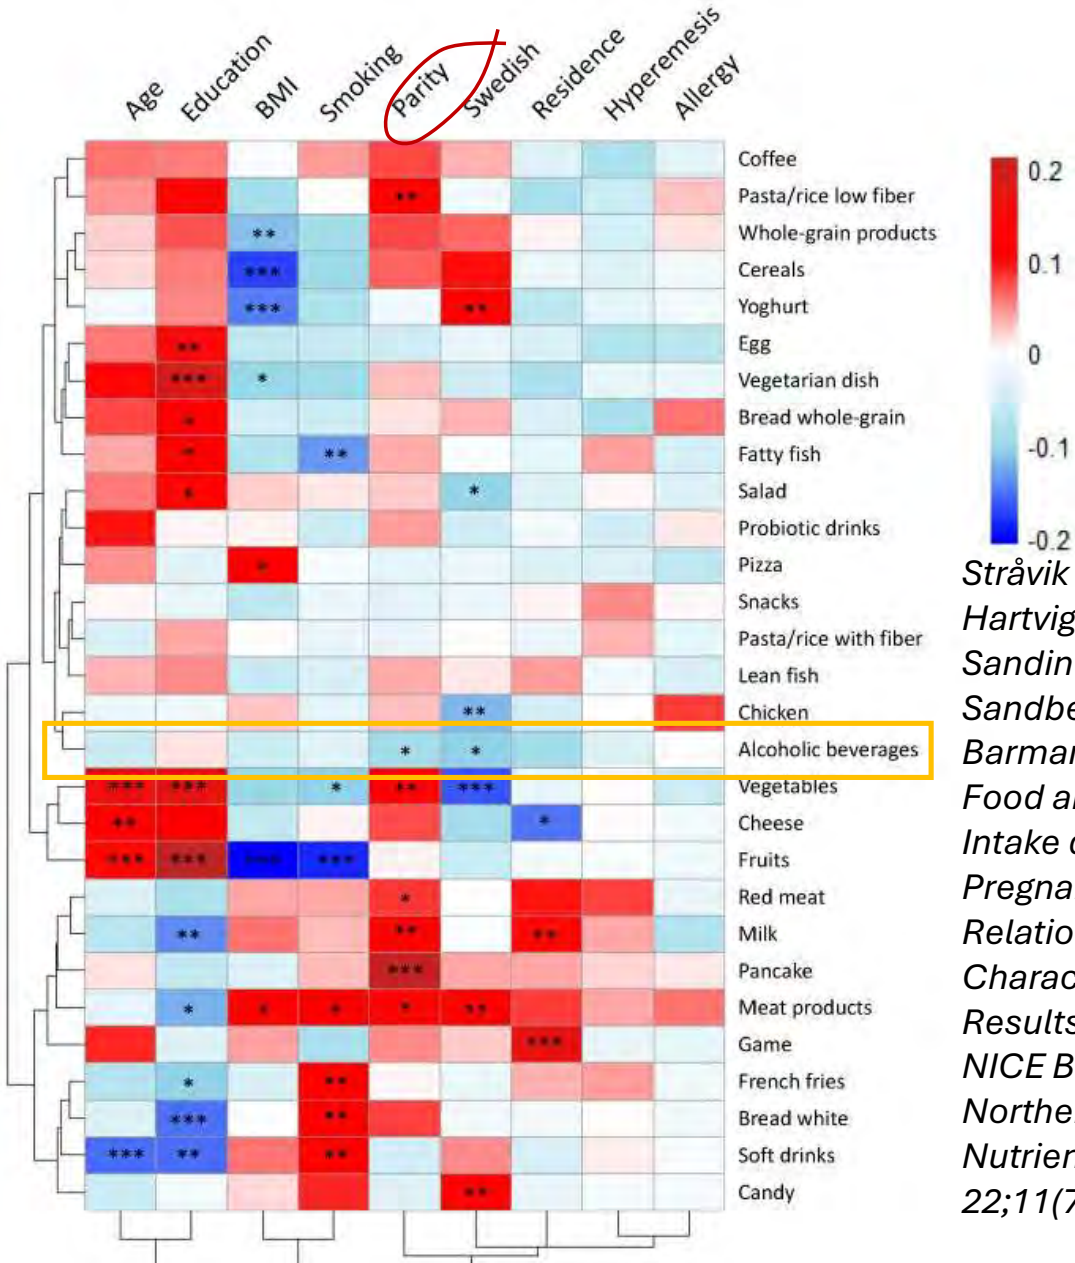 Age Education BMI Smoking Parity Swedish Residence Hyperemesis Allergy
Coffee
Pasta/rice low fiber
**
Whole-grain products
**
Cereals
***
Yoghurt
*** **
Egg
**
Vegetarian dish
*** *
Bread whole-grain
*
Fatty fish
* **
Salad
* *
Probiotic drinks
Pizza
*
Snacks
Pasta/rice with fiber
Lean fish
Chicken
**
Alcoholic beverages
* *
Vegetables
*** *** * ** ***
Cheese
** *
Fruits
*** *** *** ***
Red meat
*
Milk
** ** **
Pancake
***
Meat products
* * * * **
Game
***
French fries
* **
Bread white
*** **
Soft drinks
*** ** **
Candy
**
0.2
0.1
0
-0.1
-0.2
Stråvik
Hartvig
Sandin
Sandbe
Barmar
Food a
Intake
Pregna
Relatio
Charac
Results
NICE B
Northe
Nutrien
22;11(7